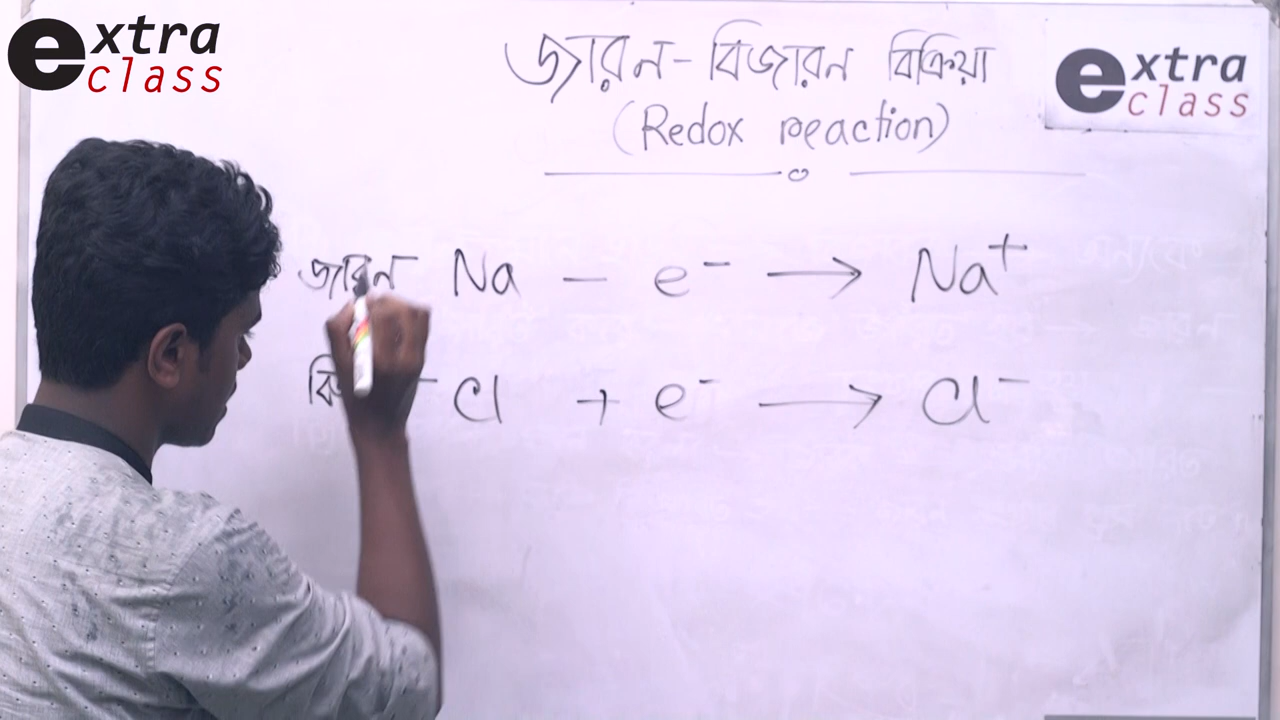 extra
class
জারন-বিজারন বিক্রিয়া
extra
class
(Redox reaction)
জারন Na − e⁻ → Na⁺
Cl + e⁻ → Cl⁻